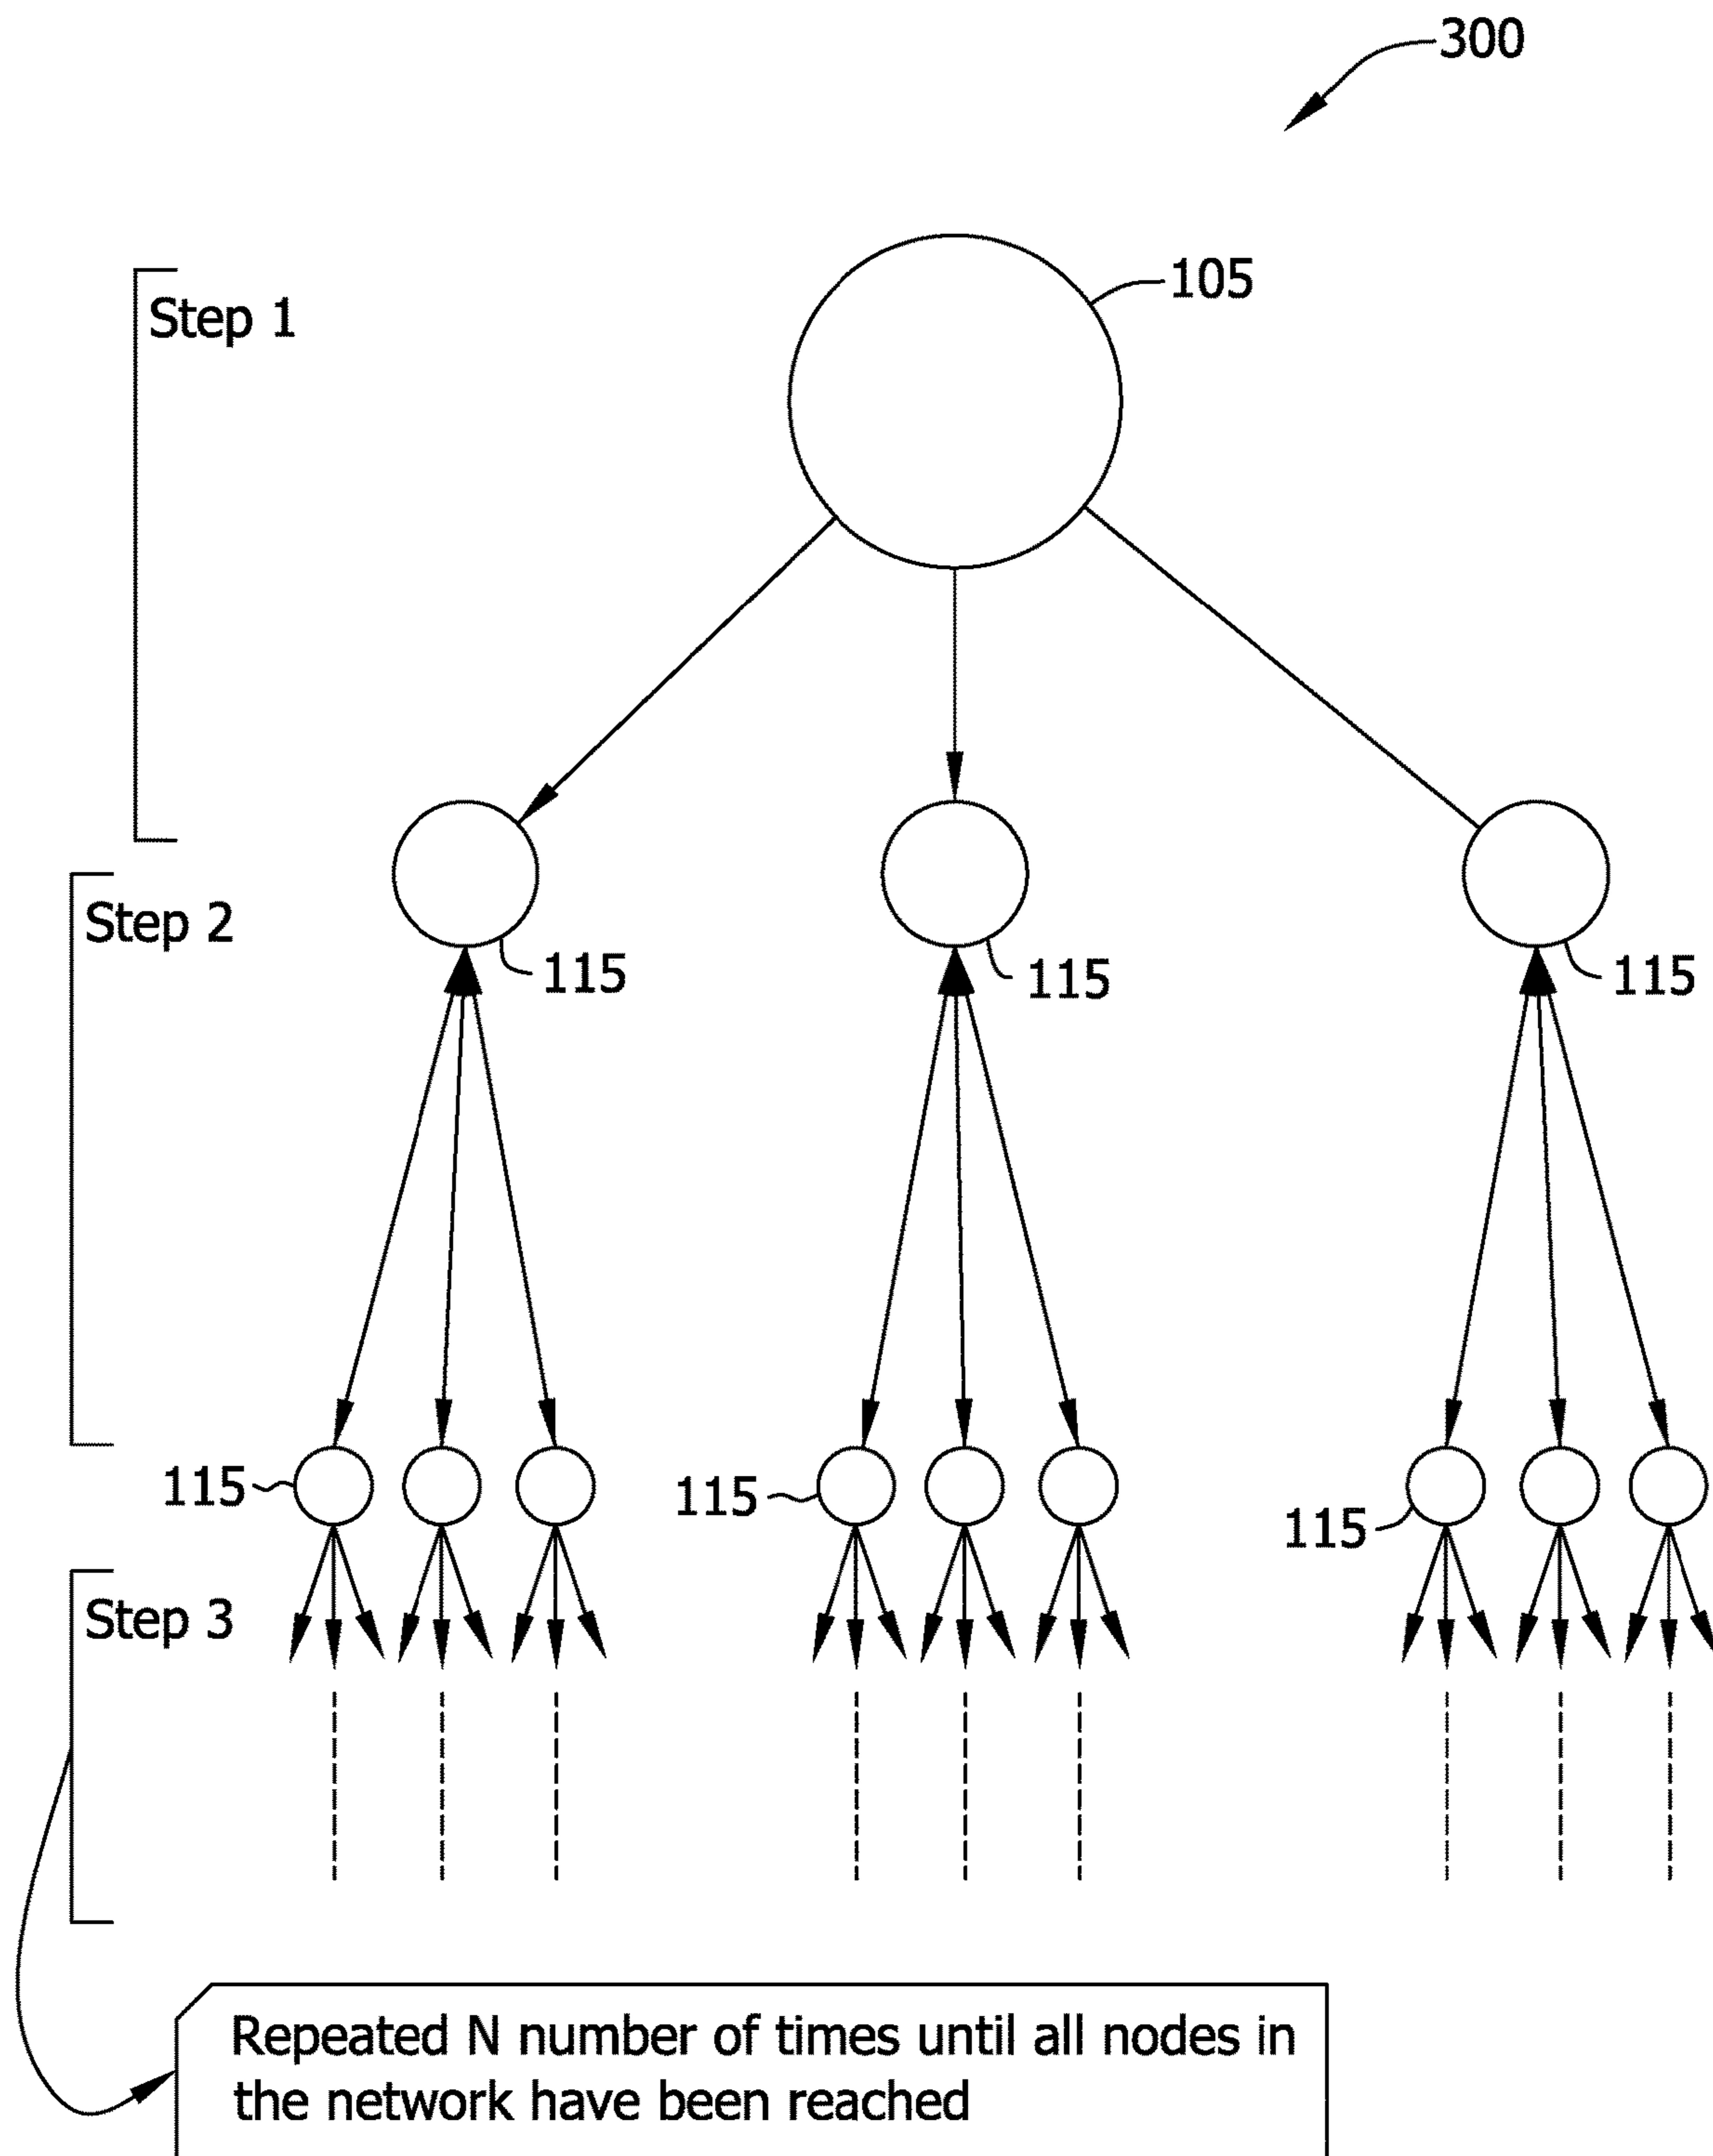 300
105
Step 1
Step 2
115
115
115
115
115
115
Step 3
Repeated N number of times until all nodes in
the network have been reached